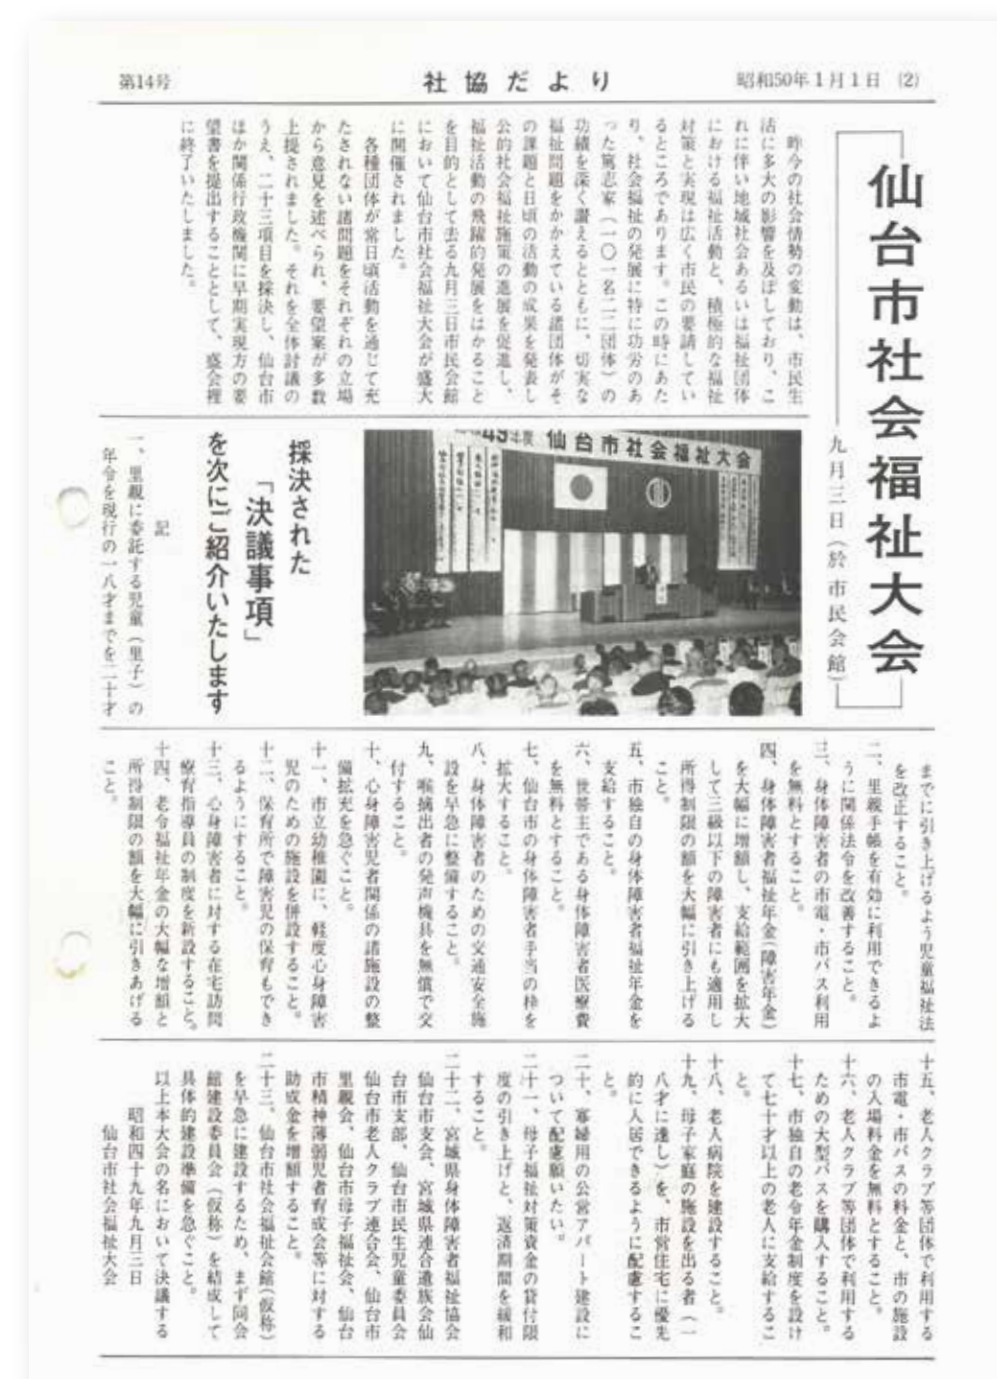 第14号
社協だより
昭和50年1月1日 (2)
仙台市社会福祉大会
九月三日(於市民会館)
昨今の社会情勢の変動は、市民生
活に多大の影響を及ぼしており、こ
れに伴い地域社会あるいは福祉団体
における福祉活動と、積極的な福祉
対策と実現は広く市民の要請してい
るところであります。この時にあた
り、社会福祉の発展に特に功労のあ
った篤志家(一〇一名二二団体)の
功績を深く讃えるとともに、切実な
福祉問題をかかえている諸団体がそ
の課題と日頃の活動の成果を発表し
公的社会福祉施策の進展を促進し、
福祉活動の飛躍的発展をはかること
を目的として去る九月三日市民会館
において仙台市社会福祉大会が盛大
に開催されました。
各種団体が常日頃活動を通じて充
たされない諸問題をそれぞれの立場
から意見を述べられ、要望案が多数
上提されました。それを全体討議の
うえ、二十三項目を採決し、仙台市
ほか関係行政機関に早期実現方の要
望書を提出することとして、盛会裡
に終了いたしました。
49年度 仙台市社会福祉大会
採決された
「決議事項」
を次にご紹介いたします
記
一、里親に委託する児童(里子)の
年令を現行の一八才までを二十才
までに引き上げるよう児童福祉法
を改正すること。
二、里親手帳を有効に利用できるよ
うに関係法令を改善すること。
三、身体障害者の市電・市バス利用
を無料とすること。
四、身体障害者福祉年金(障害年金)
を大幅に増額し、支給範囲を拡大
して三級以下の障害者にも適用し
所得制限の額を大幅に引き上げる
こと。
五、市独自の身体障害者福祉年金を
支給すること。
六、世帯主である身体障害者医療費
を無料とすること。
七、仙台市の身体障害者手当の枠を
拡大すること。
八、身体障害者のための交通安全施
設を早急に整備すること。
九、喉摘出者の発声機具を無償で交
付すること。
十、心身障害児者関係の諸施設の整
備拡充を急ぐこと。
十一、市立幼稚園に、軽度心身障害
児のための施設を併設すること。
十二、保育所で障害児の保育もでき
るようにすること。
十三、心身障害者に対する在宅訪問
療育指導員の制度を新設すること。
十四、老令福祉年金の大幅な増額と
所得制限の額を大幅に引きあげる
こと。
十五、老人クラブ等団体で利用する
市電・市バスの料金と、市の施設
の入場料金を無料とすること。
十六、老人クラブ等団体で利用する
ための大型バスを購入すること。
十七、市独自の老令年金制度を設け
て七十才以上の老人に支給するこ
と。
十八、老人病院を建設すること。
十九、母子家庭の施設を出る者(一
八才に達し)を、市営住宅に優先
的に入居できるように配慮するこ
と。
二十、寡婦用の公営アパート建設に
ついて配慮願いたい。
二十一、母子福祉対策資金の貸付限
度の引き上げと、返済期間を緩和
すること。
二十二、宮城県身体障害者福祉協会
仙台市支会、宮城県連合遺族会仙
台市支部、仙台市民生児童委員会
仙台市老人クラブ連合会、仙台市
里親会、仙台市母子福祉会、仙台
市精神薄弱児者育成会等に対する
助成金を増額すること。
二十三、仙台市社会福祉会館(仮称)
を早急に建設するため、まず同会
館建設委員会(仮称)を結成して
具体的建設準備を急ぐこと。
以上本大会の名において決議する
昭和四十九年九月三日
仙台市社会福祉大会